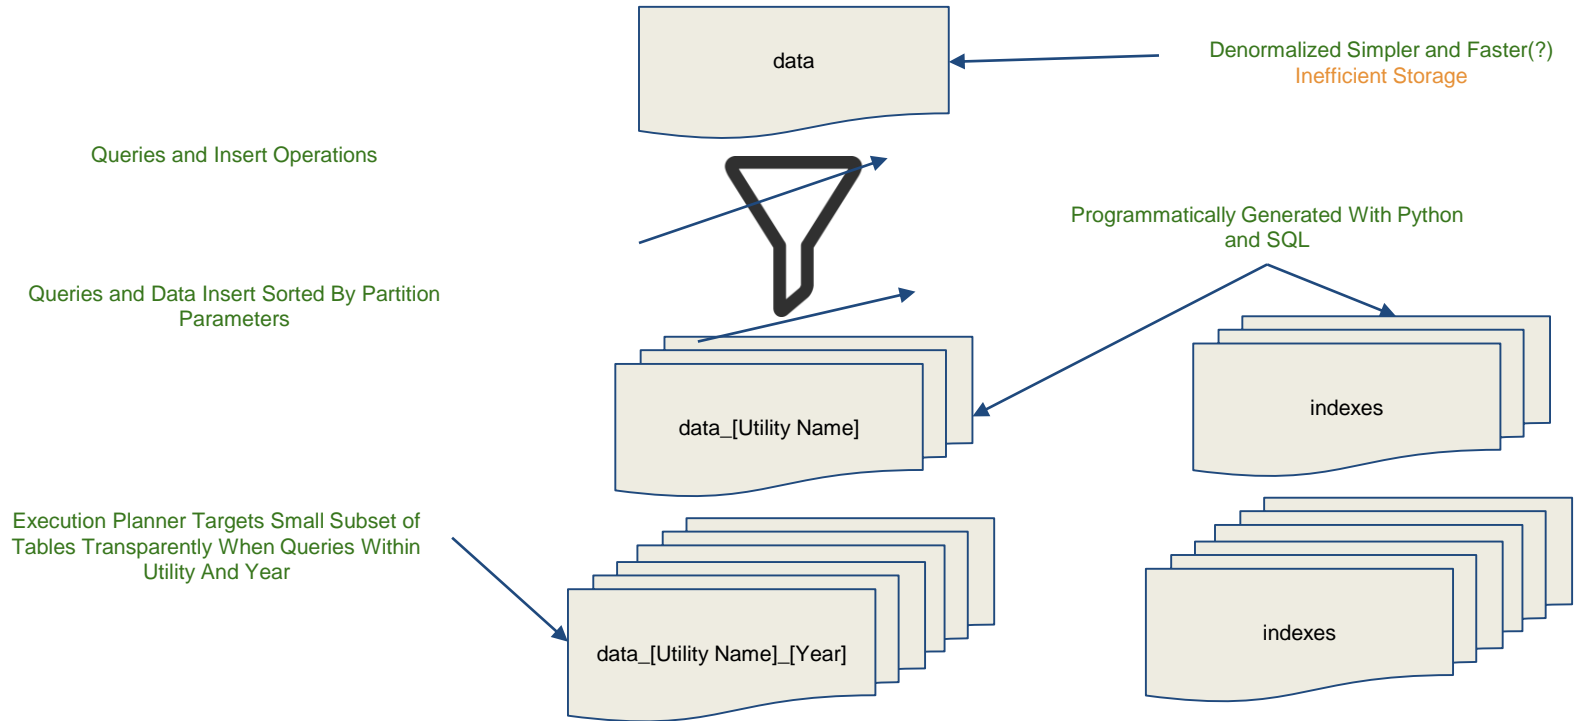 data
Denormalized Simpler and Faster(?)
Inefficient Storage
Queries and Insert Operations
Programmatically Generated With Python
and SQL
Queries and Data Insert Sorted By Partition
Parameters
data_[Utility Name]
indexes
Execution Planner Targets Small Subset of
Tables Transparently When Queries Within
Utility And Year
data_[Utility Name]_[Year]
indexes